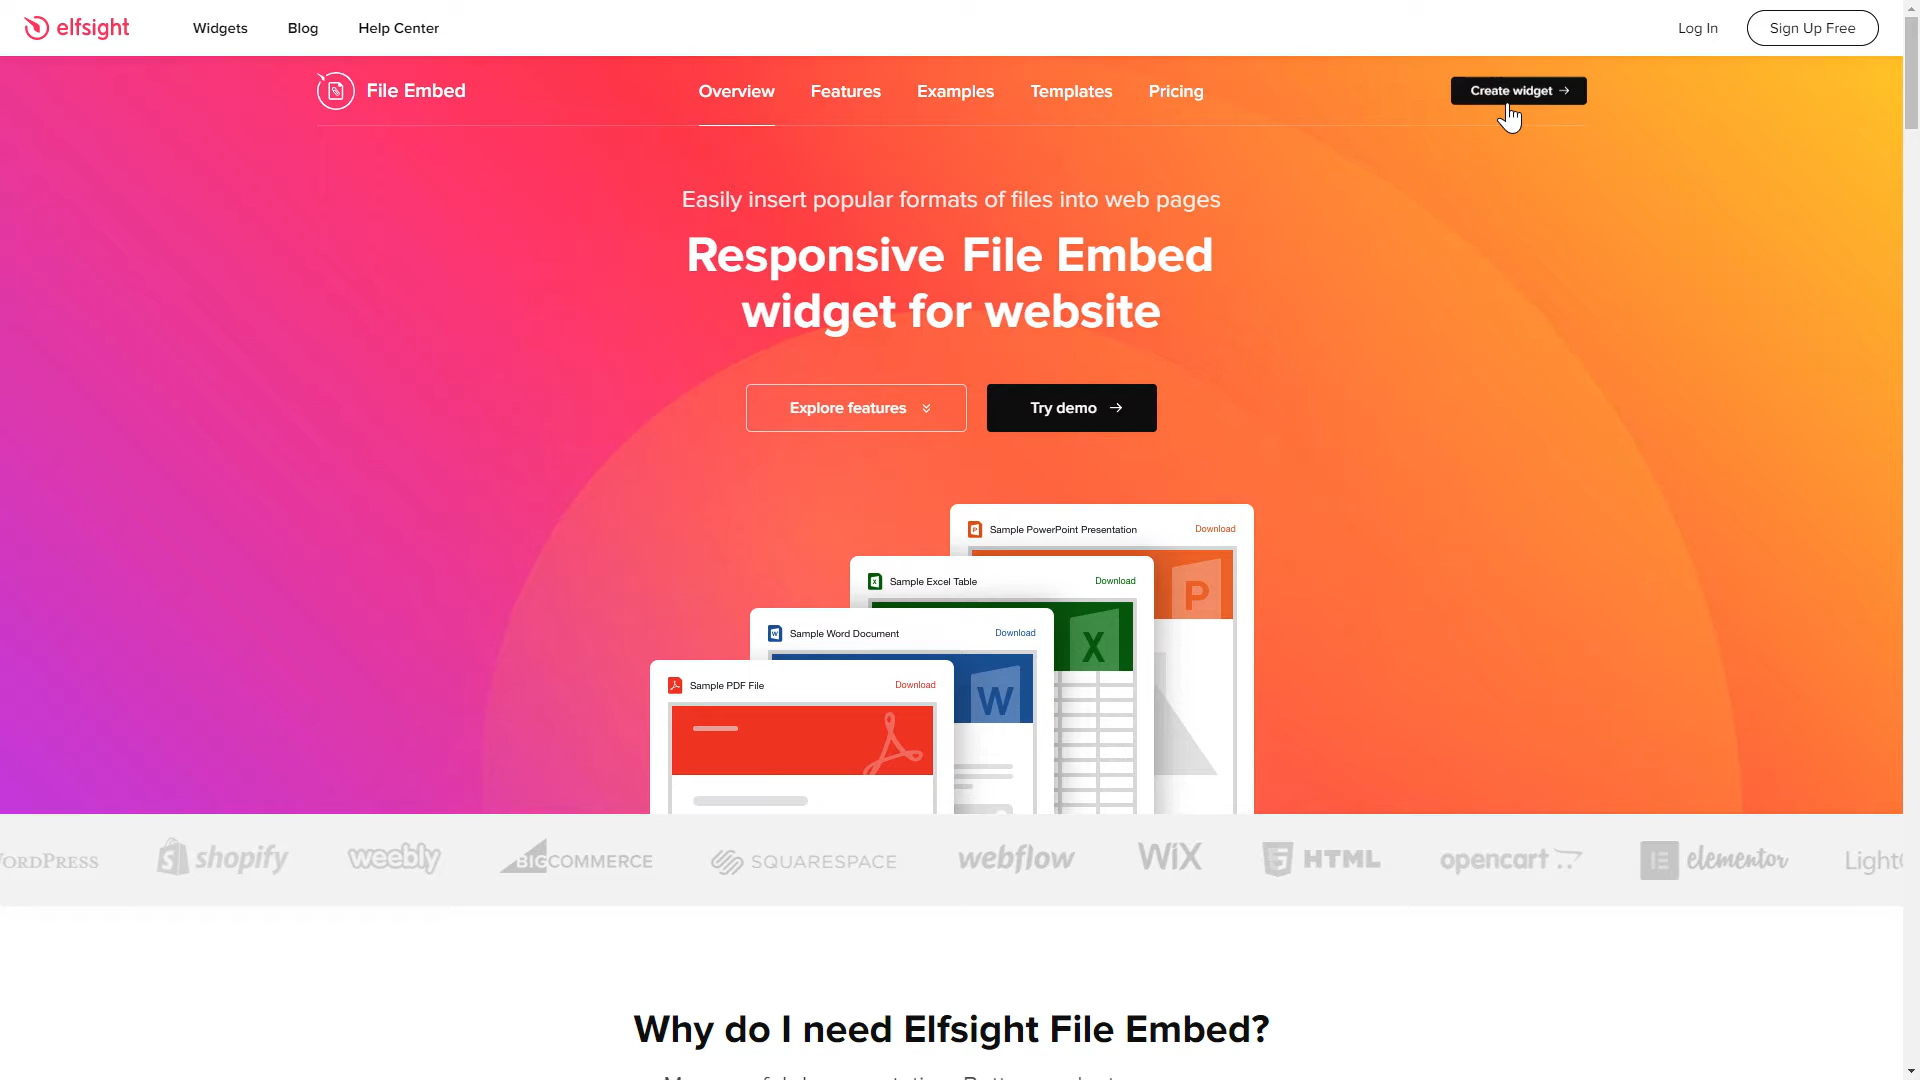 elfsight
Widgets
Blog
Help Center
Log In
Sign Up Free
File Embed
Overview
Features
Examples
Templates
Pricing
Create widget
Easily insert popular formats of files into web pages
Responsive File Embed
widget for website
Explore features
Try demo
Sample PowerPoint Presentation
Download
P
Sample Excel Table
Download
X
Sample Word Document
Download
W
Sample PDF File
Download
ORDPRESS
shopify
weebly
BIGCOMMERCE
SQUARESPACE
webflow
WiX
HTML
opencart
elementor
Light
Why do I need Elfsight File Embed?